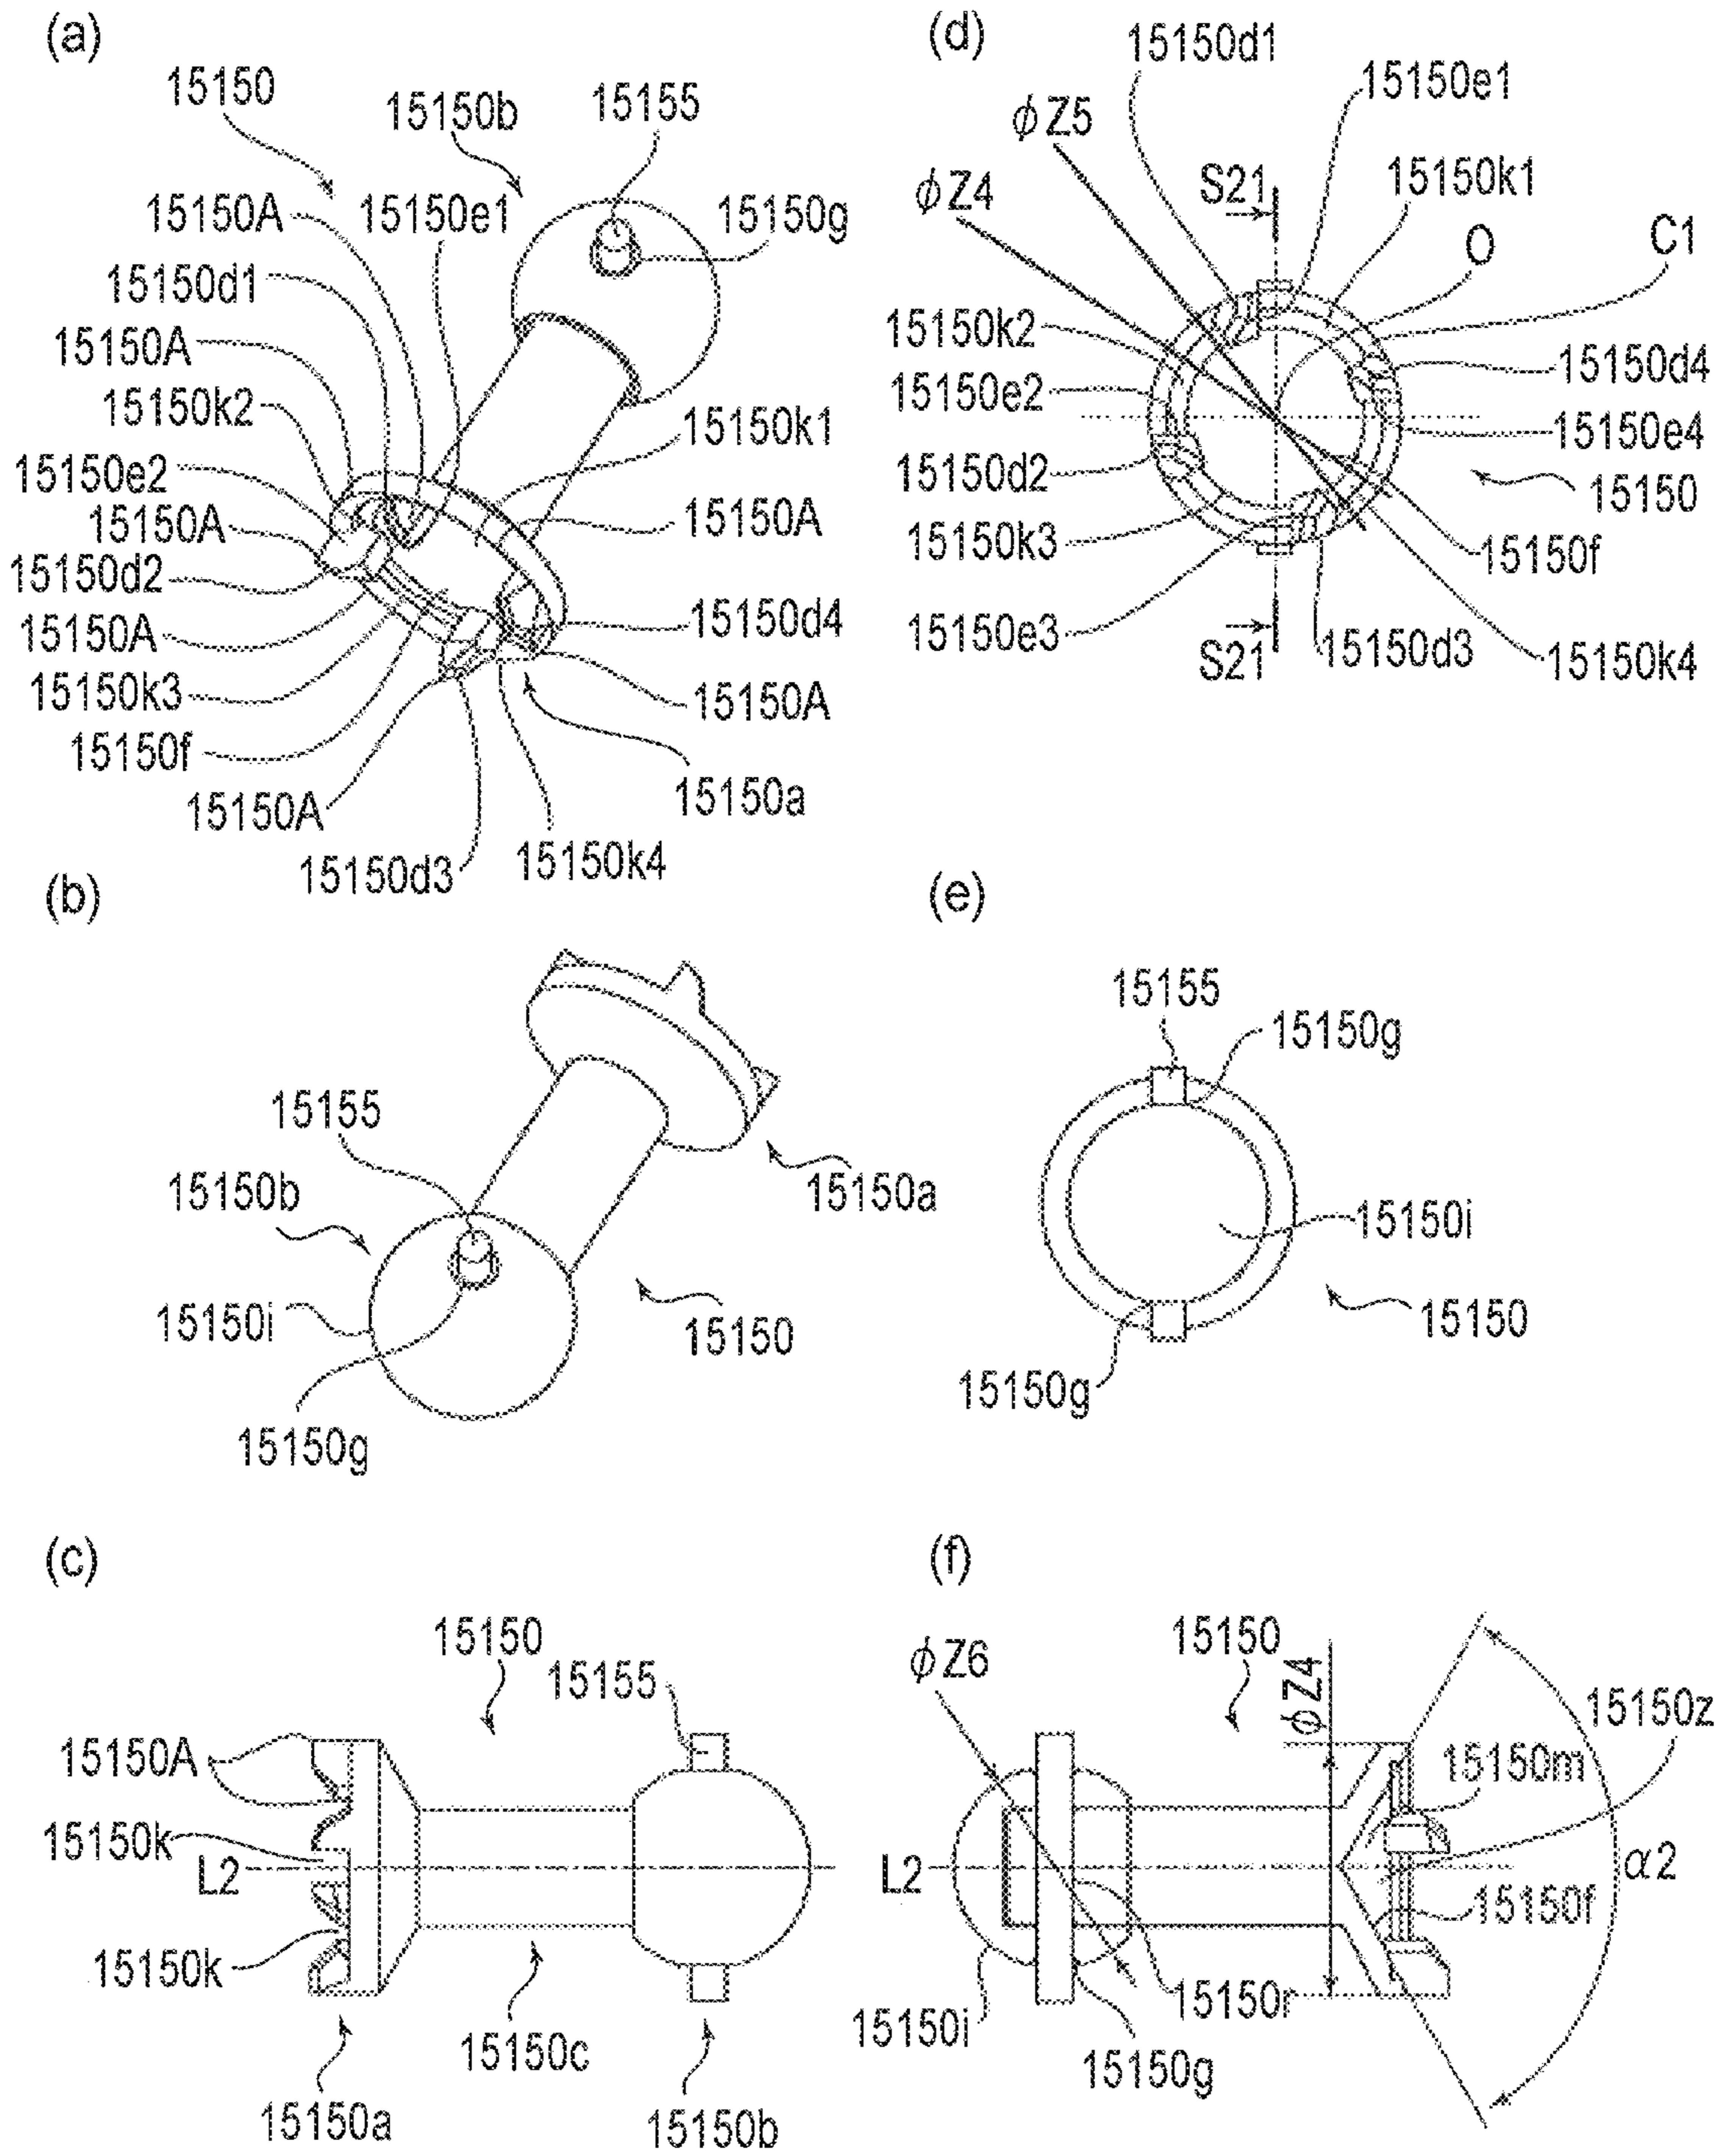 (a)
15150
15150b
15155
15150A
15150e1
15150g
15150d1
15150A
15150k2
15150k1
15150e2
15150A
15150A
15150d2
15150A
15150d4
15150k3
15150A
15150f
15150A
15150a
15150d3
15150k4
(d)
15150d1
15150e1
φZ5
φZ4
S21
15150k1
O
C1
15150k2
15150d4
15150e2
15150e4
15150d2
15150
15150k3
15150f
15150e3
S21
15150d3
15150k4
(b)
15155
15150b
15150a
15150i
15150
15150g
(e)
15155
15150g
15150i
15150
15150g
(c)
15150
15155
15150A
15150k
L2
15150k
15150c
15150a
15150b
(f)
φZ6
15150
φZ4
15150z
15150m
L2
α2
15150f
15150r
15150i
15150g